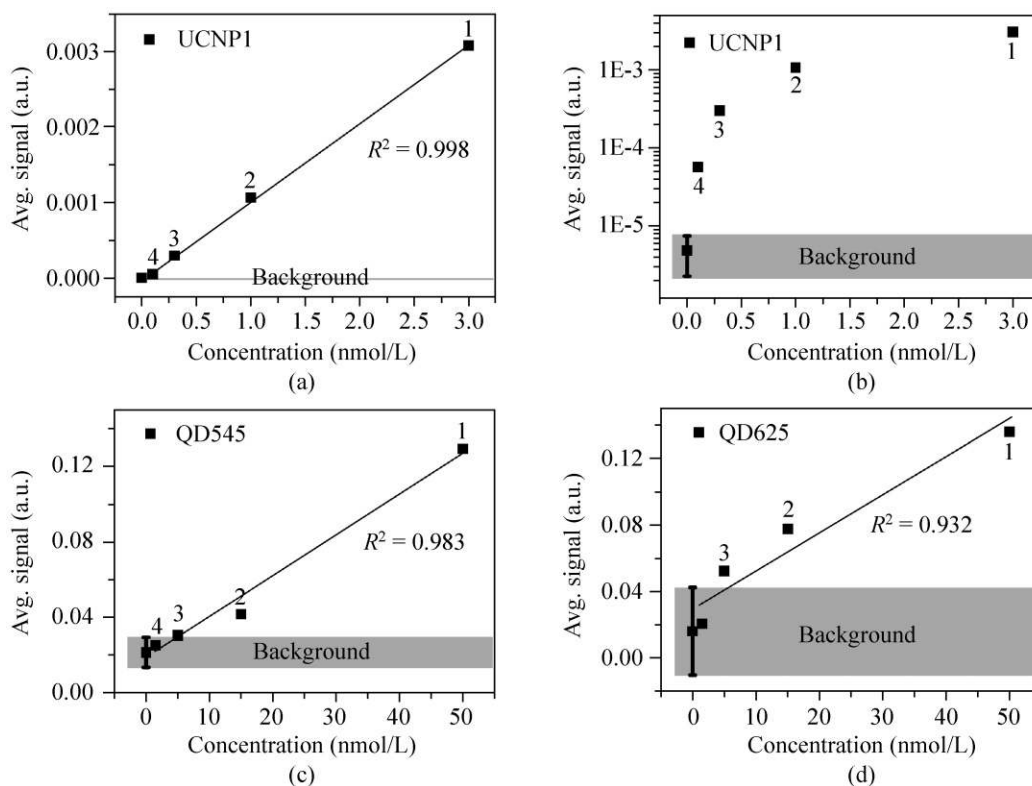 UCNP1
0.003
0.002
0.001
0.000
Avg. signal (a.u.)
1
2
3
4
R² = 0.998
Background
0.0 0.5 1.0 1.5 2.0 2.5 3.0
Concentration (nmol/L)
(a)
UCNP1
1E-3
1E-4
1E-5
Avg. signal (a.u.)
1
2
3
4
Background
0.0 0.5 1.0 1.5 2.0 2.5 3.0
Concentration (nmol/L)
(b)
QD545
0.12
0.08
0.04
0.00
Avg. signal (a.u.)
1
R² = 0.983
2
3
4
Background
0 10 20 30 40 50
Concentration (nmol/L)
(c)
QD625
0.12
0.08
0.04
0.00
Avg. signal (a.u.)
1
2
R² = 0.932
3
Background
0 10 20 30 40 50
Concentration (nmol/L)
(d)